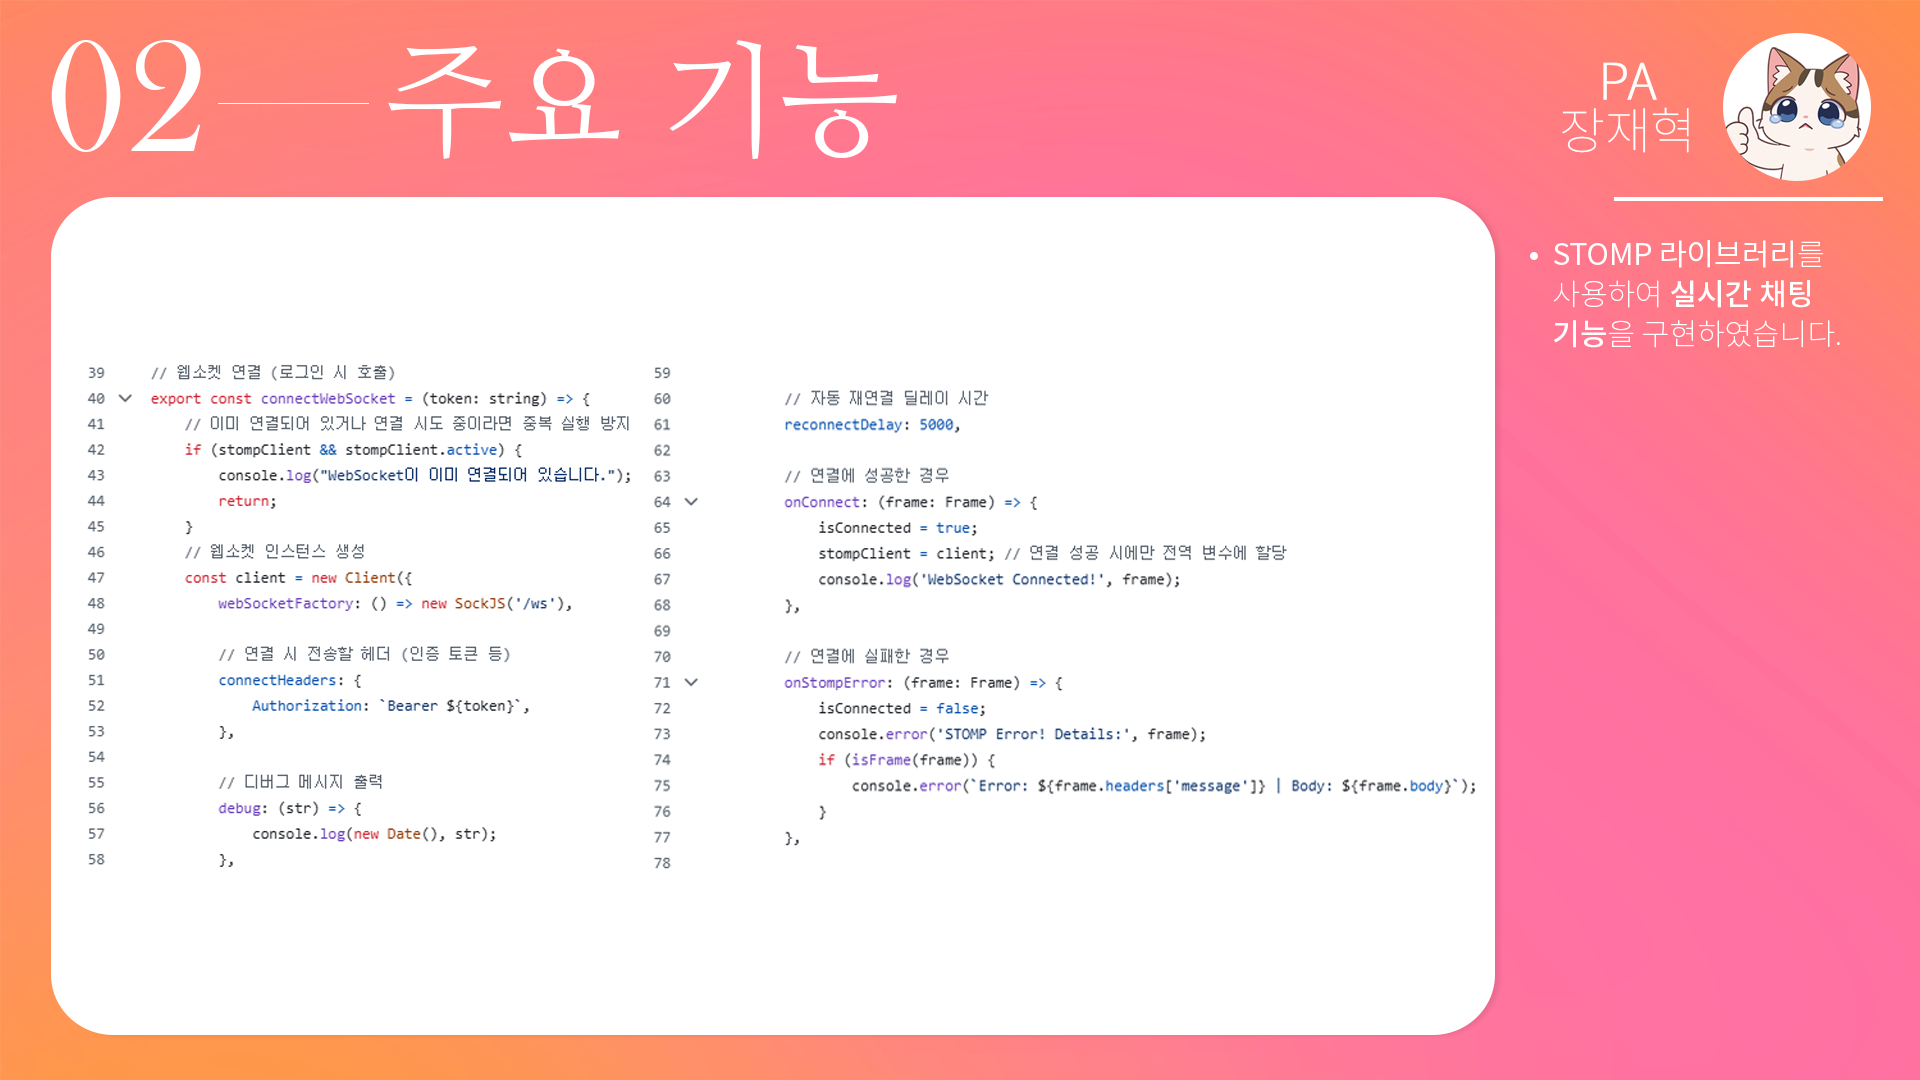 02
주요 기능
PA
장재혁
• STOMP 라이브러리를
사용하여 실시간 채팅
기능을 구현하였습니다.
39 // 웹소켓 연결 (로그인 시 호출)
40 export const connectWebSocket = (token: string) => {
41 // 이미 연결되어 있거나 연결 시도 중이라면 중복 실행 방지
42 if (stompClient && stompClient.active) {
43 console.log("WebSocket이 이미 연결되어 있습니다.");
44 return;
45 }
46 // 웹소켓 인스턴스 생성
47 const client = new Client({
48 webSocketFactory: () => new SockJS('/ws'),
49
50 // 연결 시 전송할 헤더 (인증 토큰 등)
51 connectHeaders: {
52 Authorization: `Bearer ${token}`,
53 },
54
55 // 디버그 메시지 출력
56 debug: (str) => {
57 console.log(new Date(), str);
58 },
59
60 // 자동 재연결 딜레이 시간
61 reconnectDelay: 5000,
62
63 // 연결에 성공한 경우
64 onConnect: (frame: Frame) => {
65 isConnected = true;
66 stompClient = client; // 연결 성공 시에만 전역 변수에 할당
67 console.log('WebSocket Connected!', frame);
68 },
69
70 // 연결에 실패한 경우
71 onStompError: (frame: Frame) => {
72 isConnected = false;
73 console.error('STOMP Error! Details:', frame);
74 if (isFrame(frame)) {
75 console.error(`Error: ${frame.headers['message']} | Body: ${frame.body}`);
76 }
77 },
78